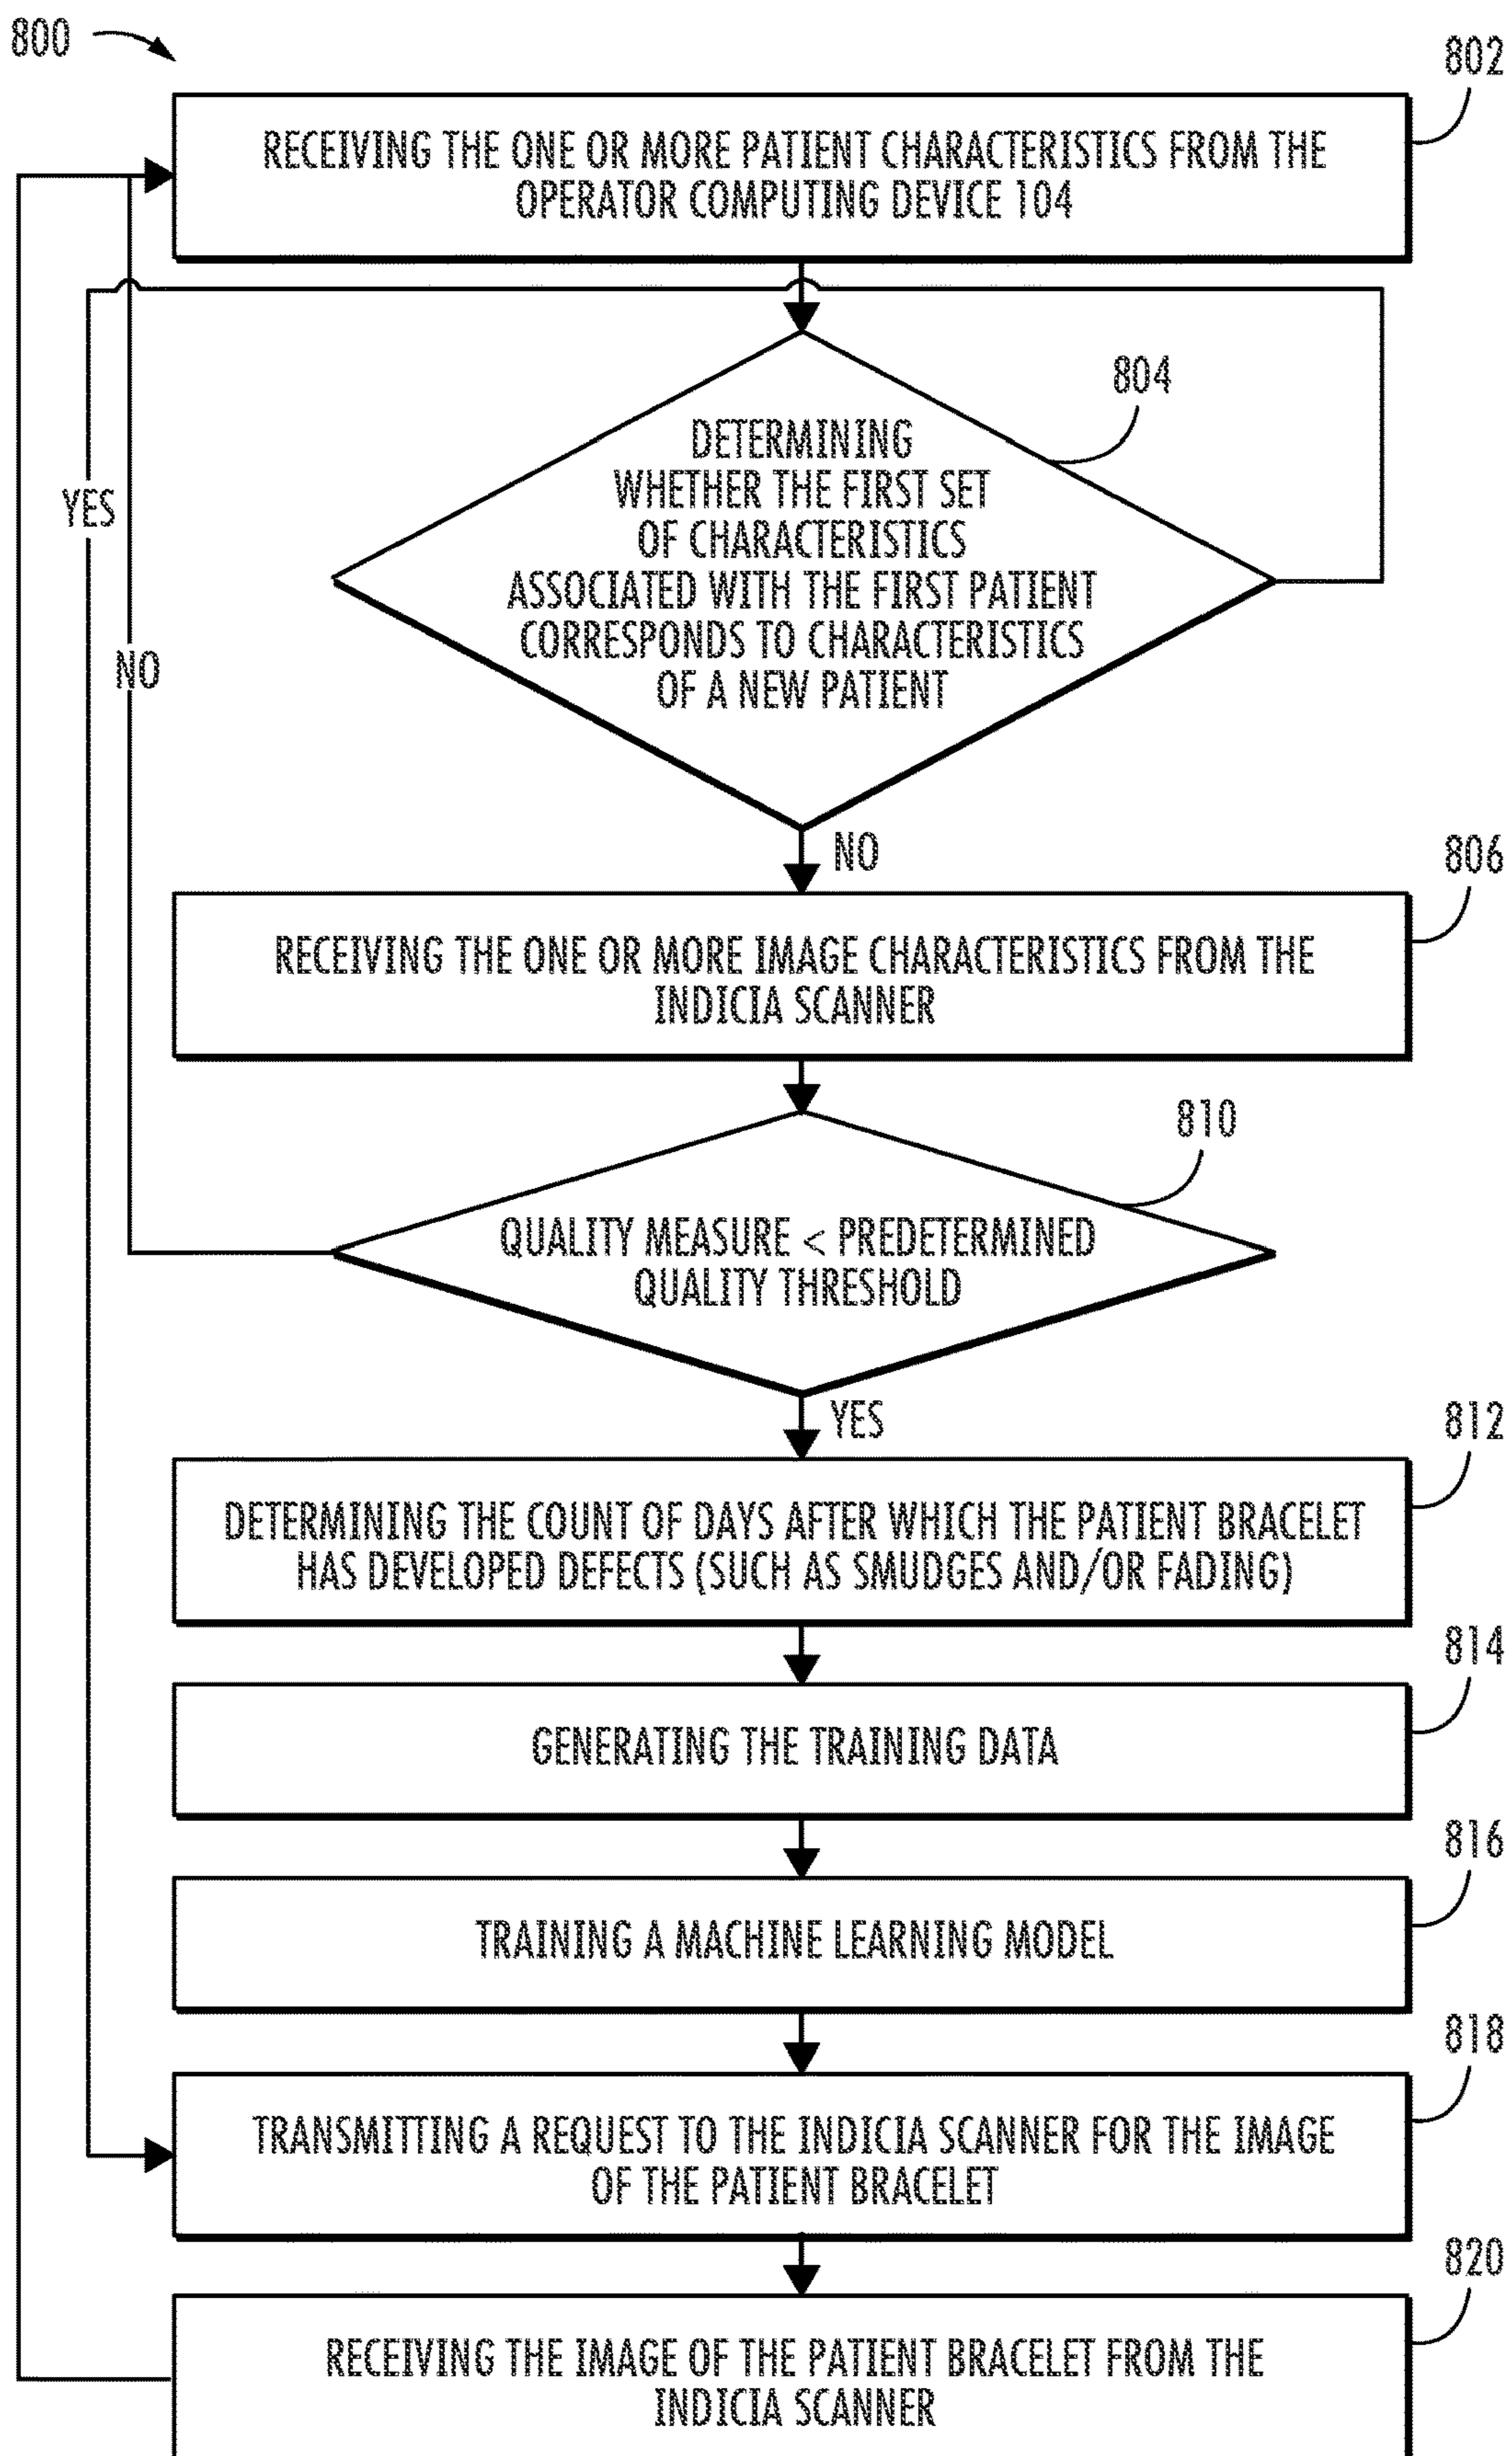 800
802
RECEIVING THE ONE OR MORE PATIENT CHARACTERISTICS FROM THE
OPERATOR COMPUTING DEVICE 104
804
DETERMINING
WHETHER THE FIRST SET
OF CHARACTERISTICS
ASSOCIATED WITH THE FIRST PATIENT
CORRESPONDS TO CHARACTERISTICS
OF A NEW PATIENT
YES
NO
NO
806
RECEIVING THE ONE OR MORE IMAGE CHARACTERISTICS FROM THE
INDICIA SCANNER
810
QUALITY MEASURE < PREDETERMINED
QUALITY THRESHOLD
YES
812
DETERMINING THE COUNT OF DAYS AFTER WHICH THE PATIENT BRACELET
HAS DEVELOPED DEFECTS (SUCH AS SMUDGES AND/OR FADING)
814
GENERATING THE TRAINING DATA
816
TRAINING A MACHINE LEARNING MODEL
818
TRANSMITTING A REQUEST TO THE INDICIA SCANNER FOR THE IMAGE
OF THE PATIENT BRACELET
820
RECEIVING THE IMAGE OF THE PATIENT BRACELET FROM THE
INDICIA SCANNER